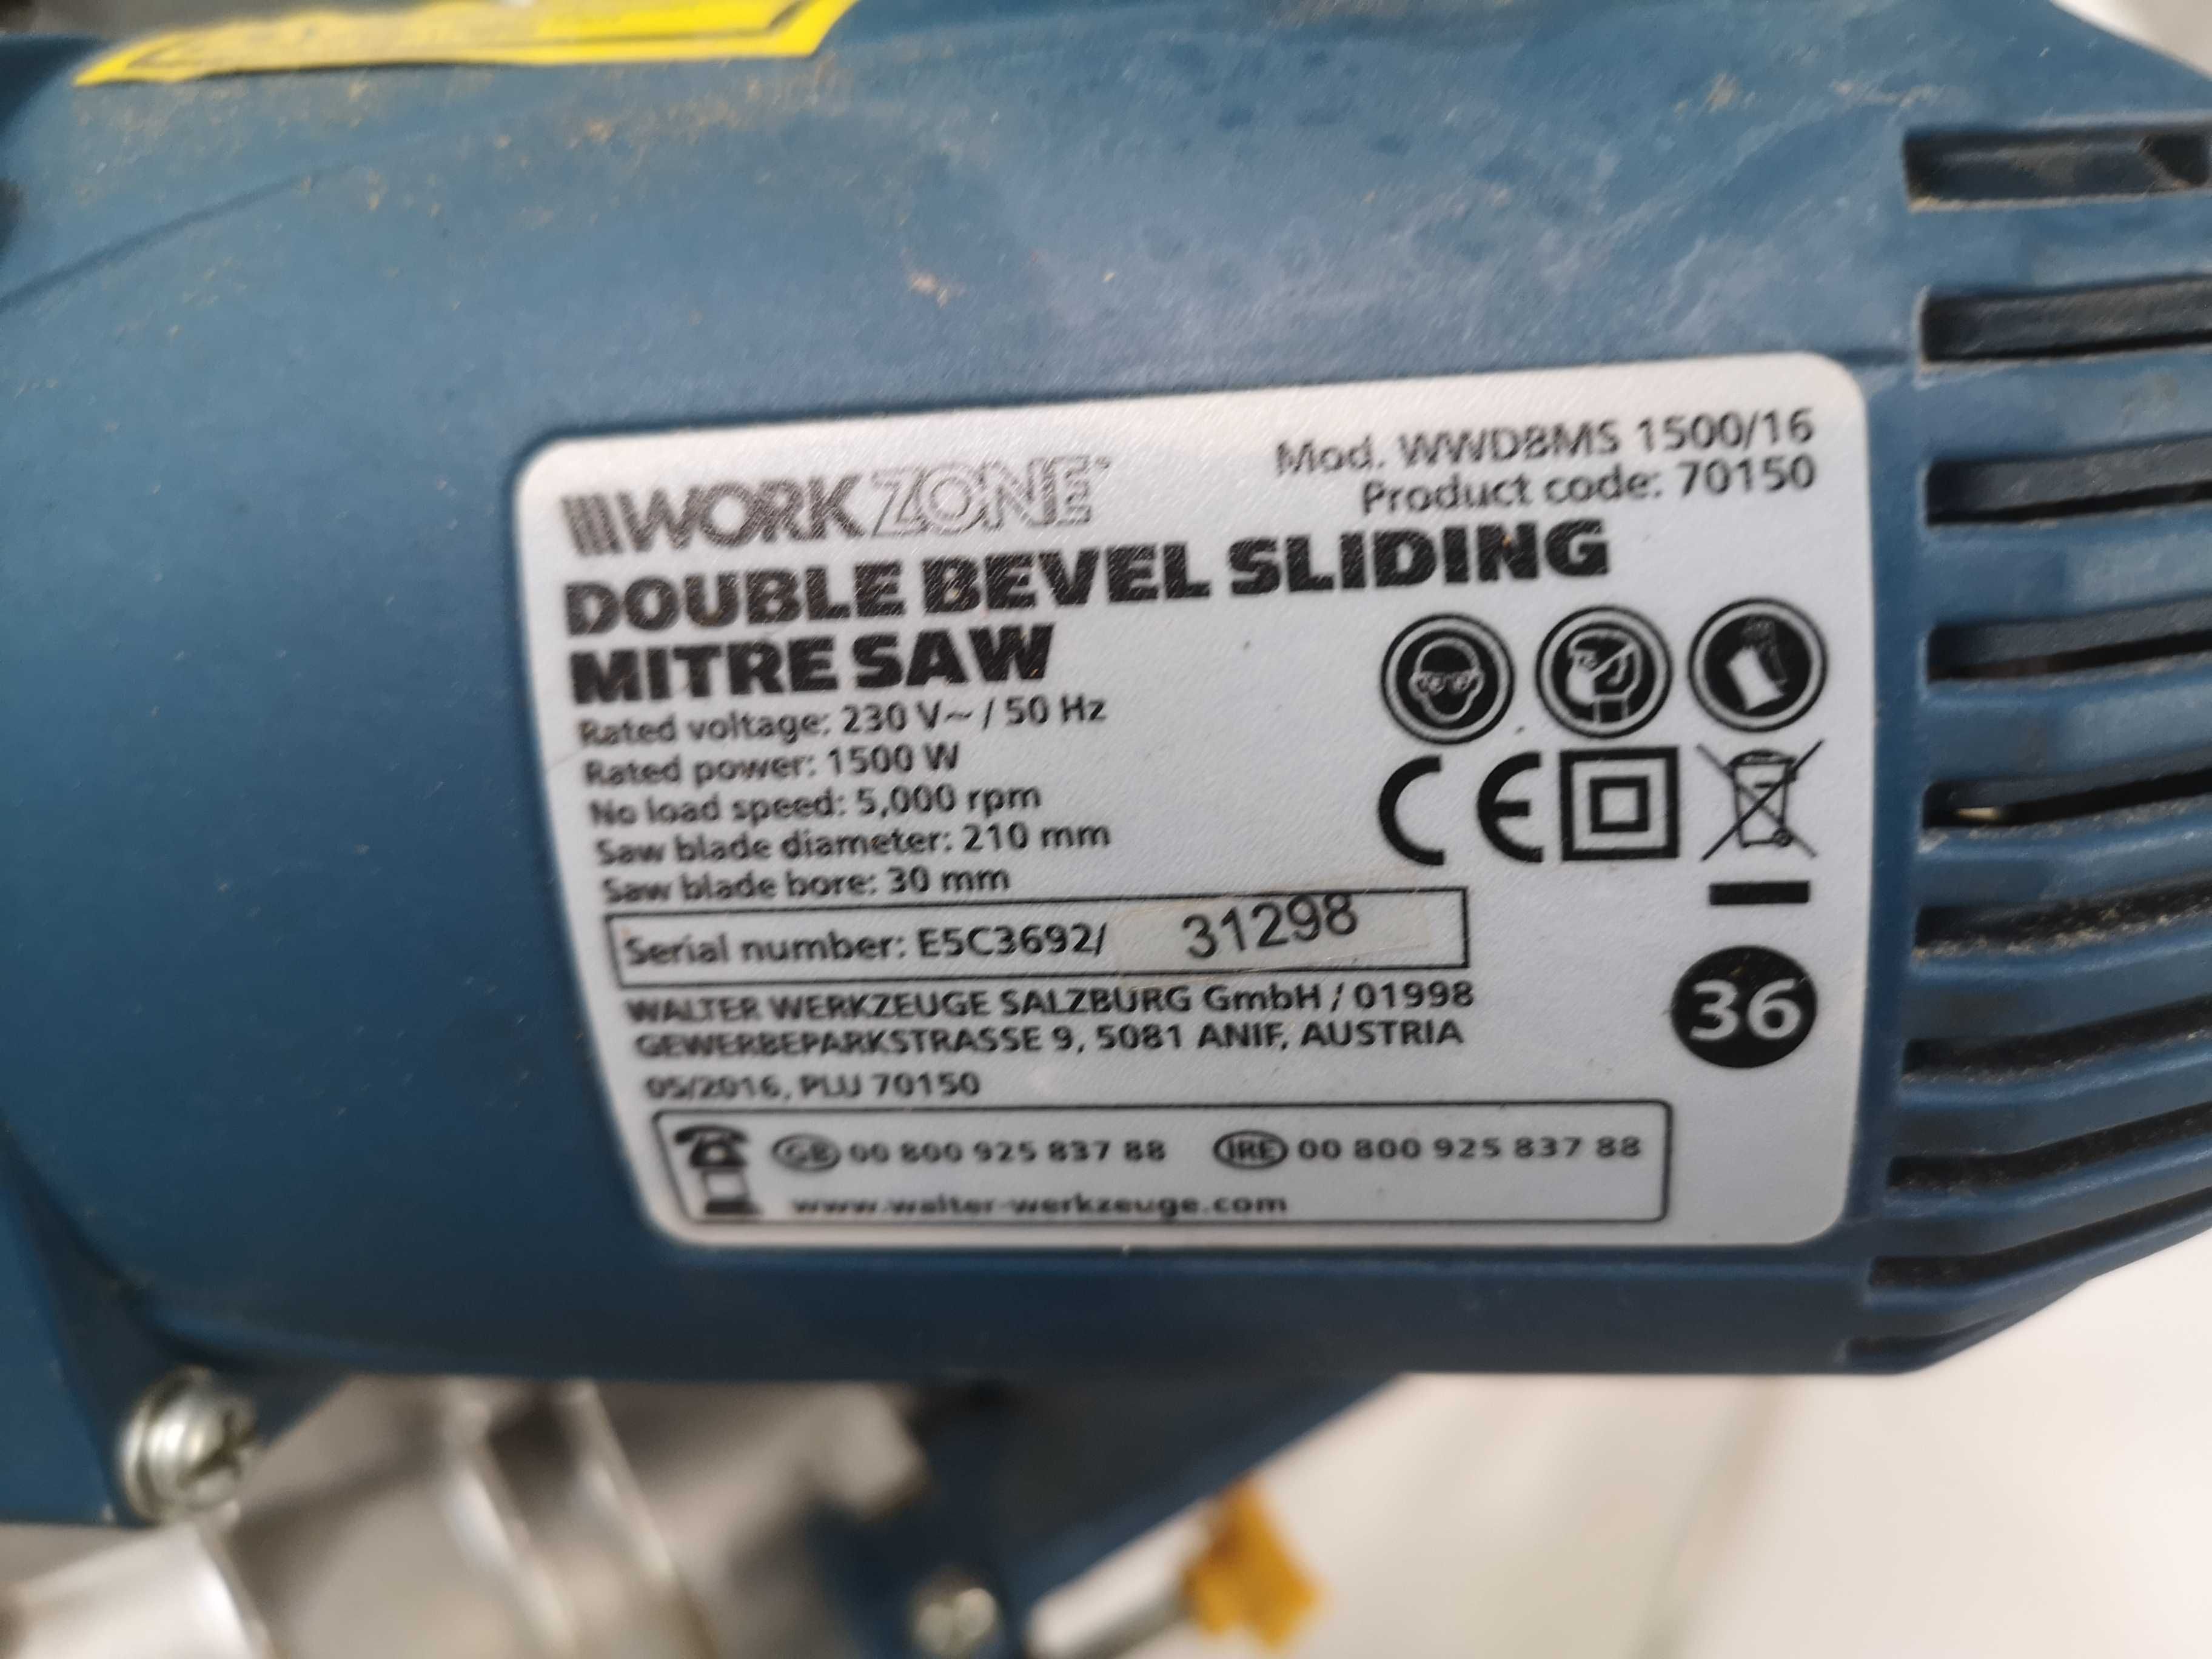 WORKZONE™
Mod. WWDBMS 1500/16
Product code: 70150
DOUBLE BEVEL SLIDING
MITRE SAW
Rated voltage: 230 V~ / 50 Hz
Rated power: 1500 W
No load speed: 5,000 rpm
Saw blade diameter: 210 mm
Saw blade bore: 30 mm
CE
Serial number: E5C3692/ 31298
WALTER WERKZEUGE SALZBURG GmbH / 01998
GEWERBEPARKSTRASSE 9, 5081 ANIF, AUSTRIA
36
05/2016, PLU 70150
GB 00 800 925 837 88 IRE 00 800 925 837 88
www.walter-werkzeuge.com